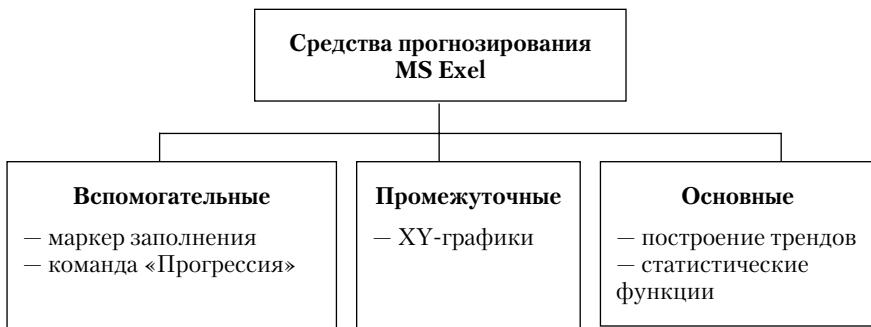 Средства прогнозирования
MS Exel
Вспомогательные
— маркер заполнения
— команда «Прогрессия»
Промежуточные
— XY-графики
Основные
— построение трендов
— статистические
функции